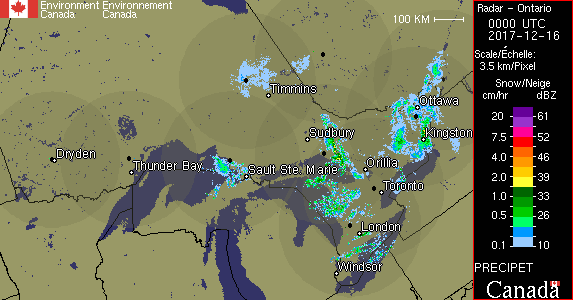 Environment Environnement
Canada Canada
100 KM
Timmins
Ottawa
Sudbury
Kingston
Dryden
Thunder Bay
Sault Ste. Marie
Orillia
Toronto
London
Windsor
Radar - Ontario
0000 UTC
2017-12-16
Scale/Échelle:
3.5 km/Pixel
Snow/Neige
cm/hr dBZ
20 61
7.5 52
4.0 46
2.0 39
1.0 33
0.5 26
0.1 10
PRECIPET
Canada